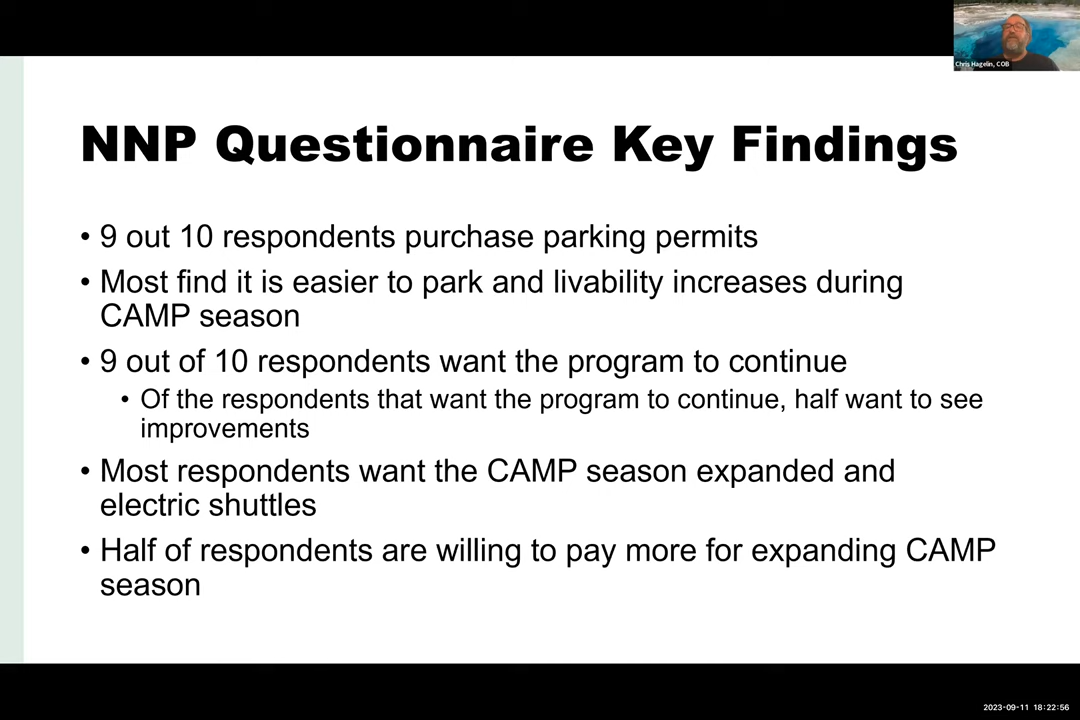 Chris Hagelin, COB
NNP Questionnaire Key Findings
• 9 out 10 respondents purchase parking permits
• Most find it is easier to park and livability increases during
CAMP season
• 9 out of 10 respondents want the program to continue
• Of the respondents that want the program to continue, half want to see
improvements
• Most respondents want the CAMP season expanded and
electric shuttles
• Half of respondents are willing to pay more for expanding CAMP
season
2023-09-11 18:22:56